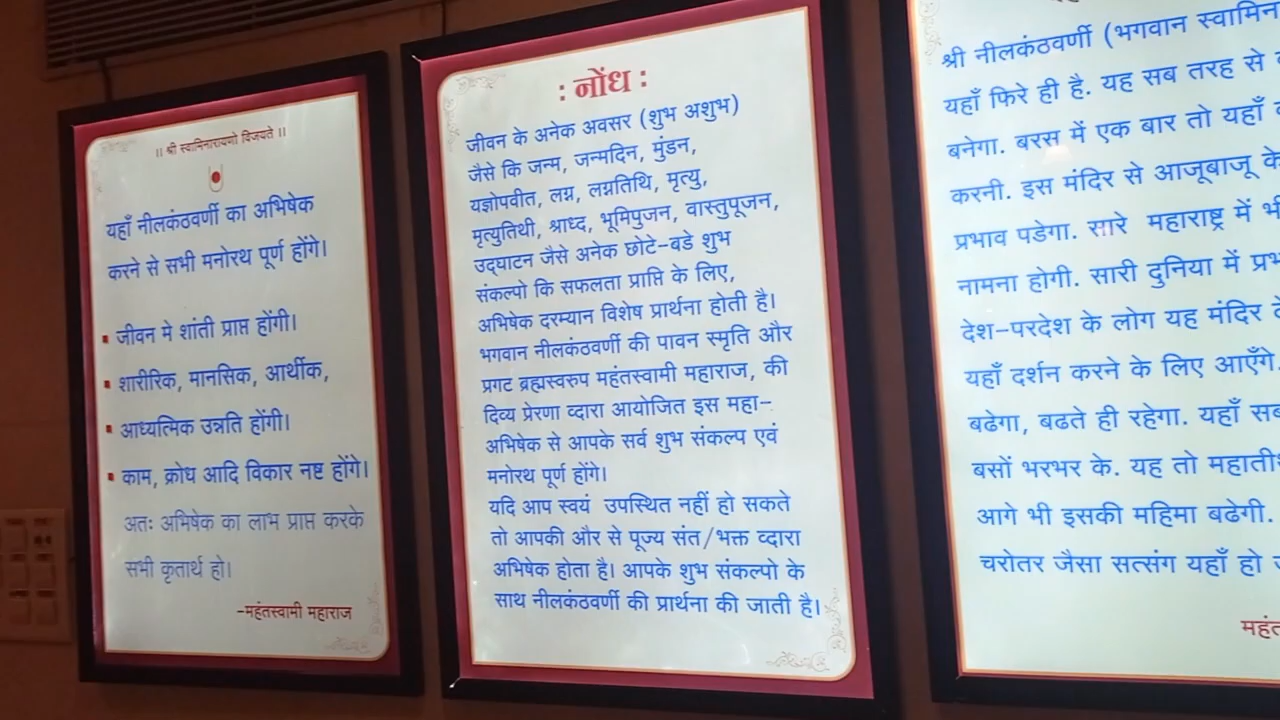 ॥ श्री स्वामिनारायणो विजयते ॥
यहाँ नीलकंठवर्णी का अभिषेक
करने से सभी मनोरथ पूर्ण होंगे।
जीवन मे शांती प्राप्त होंगी।
शारीरिक, मानसिक, आर्थीक,
आध्यत्मिक उन्नति होंगी।
काम, क्रोध आदि विकार नष्ट होंगे।
अतः अभिषेक का लाभ प्राप्त करके
सभी कृतार्थ हो।
-महंतस्वामी महाराज
: नोंध :
जीवन के अनेक अवसर (शुभ अशुभ)
जैसे कि जन्म, जन्मदिन, मुंडन,
यज्ञोपवीत, लग्न, लग्नतिथि, मृत्यु,
मृत्युतिथी, श्राध्द, भूमिपुजन, वास्तुपूजन,
उद्घाटन जैसे अनेक छोटे-बडे शुभ
संकल्पो कि सफलता प्राप्ति के लिए,
अभिषेक दरम्यान विशेष प्रार्थना होती है।
भगवान नीलकंठवर्णी की पावन स्मृति और
प्रगट ब्रह्मस्वरुप महंतस्वामी महाराज, की
दिव्य प्रेरणा व्दारा आयोजित इस महा-
अभिषेक से आपके सर्व शुभ संकल्प एवं
मनोरथ पूर्ण होंगे।
यदि आप स्वयं उपस्थित नहीं हो सकते
तो आपकी और से पूज्य संत/भक्त व्दारा
अभिषेक होता है। आपके शुभ संकल्पो के
साथ नीलकंठवर्णी की प्रार्थना की जाती है।
श्री नीलकंठवर्णी (भगवान स्वामिन
यहाँ फिरे ही है. यह सब तरह से
बनेगा. बरस में एक बार तो यहाँ
करनी. इस मंदिर से आजूबाजू के
प्रभाव पडेगा. सारे महाराष्ट्र में
नामना होगी. सारी दुनिया में
देश-परदेश के लोग यह मंदिर
यहाँ दर्शन करने के लिए आएँगे.
बढेगा, बढते ही रहेगा. यहाँ
बसों भरभर के. यह तो
आगे भी इसकी महिमा बढेगी.
चरोतर जैसा सत्संग यहाँ हो